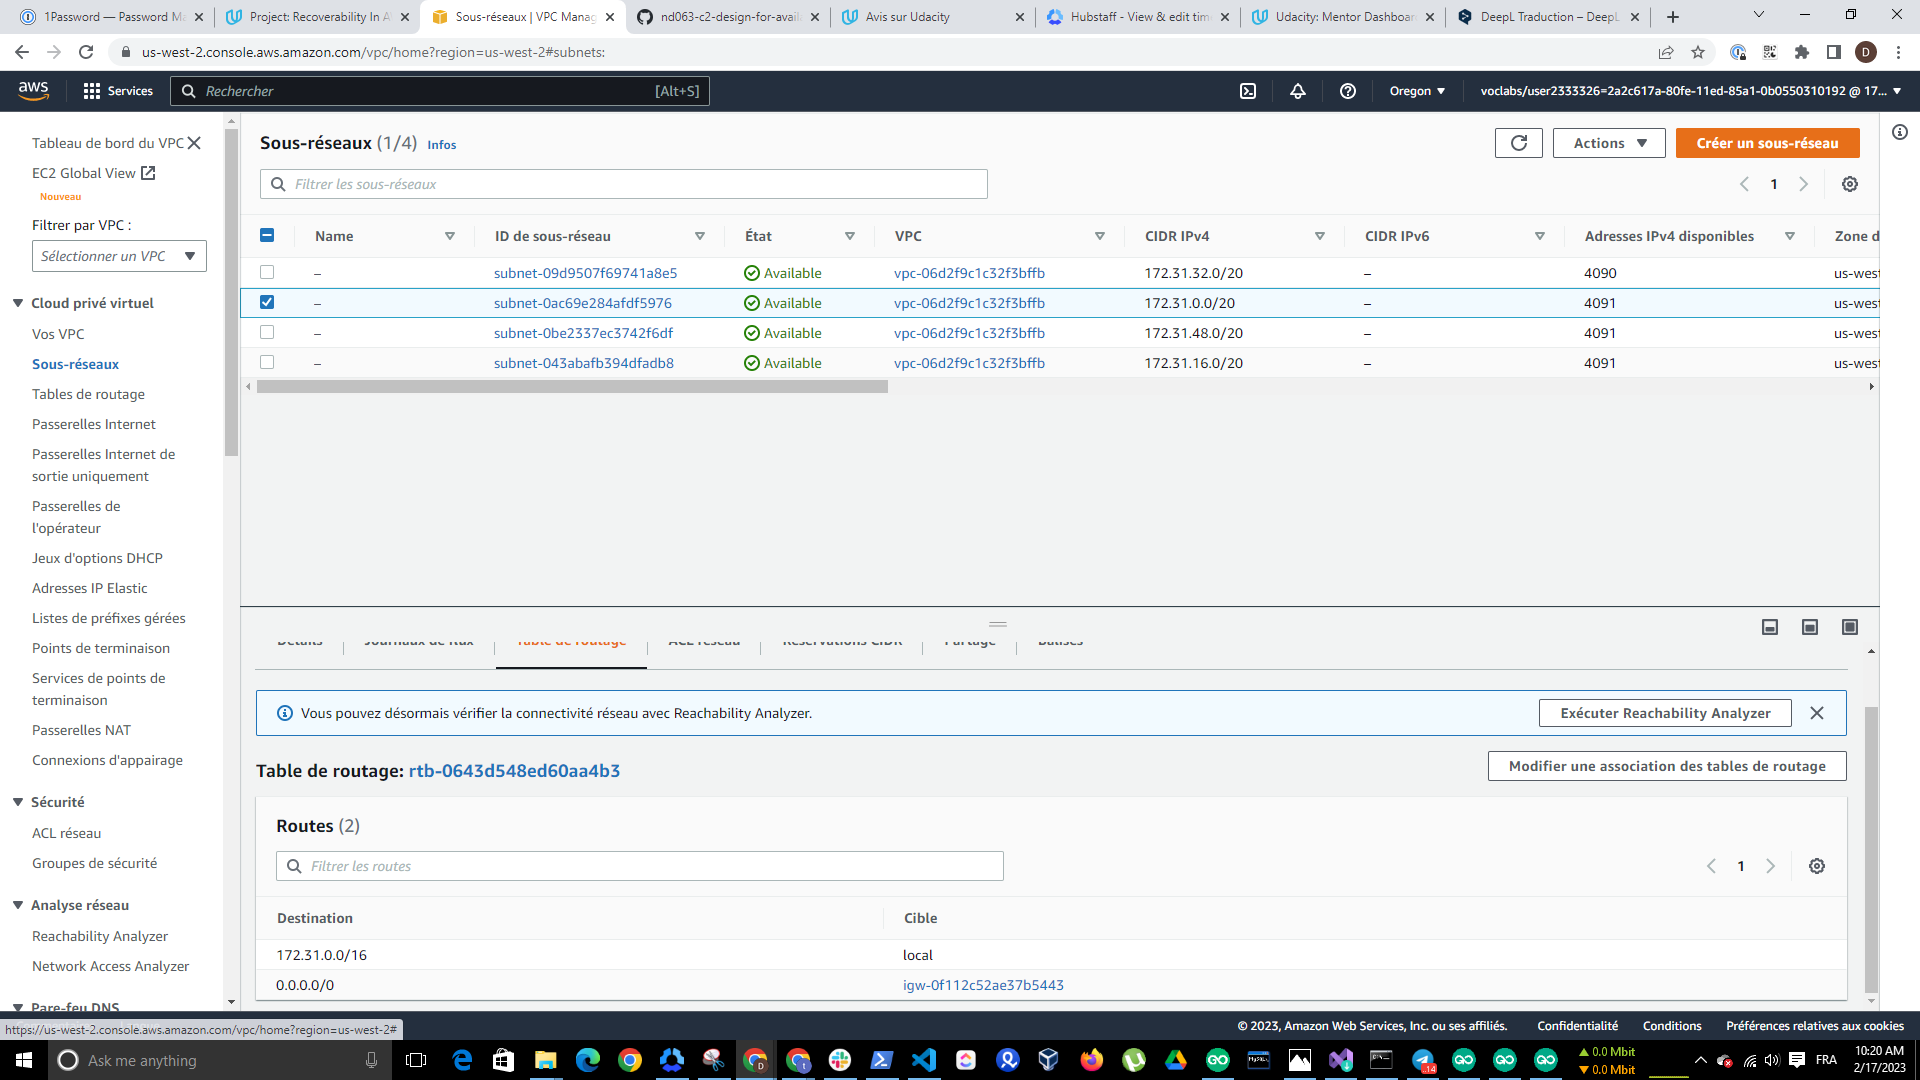 1Password — Password Ma
Project: Recoverability In A
Sous-réseaux | VPC Manag
nd063-c2-design-for-avail
Avis sur Udacity
Hubstaff - View & edit tim
Udacity: Mentor Dashboar
DeepL Traduction – DeepL
us-west-2.console.aws.amazon.com/vpc/home?region=us-west-2#subnets:
D
aws
Services
Rechercher
[Alt+S]
Oregon
voclabs/user2333326=2a2c617a-80fe-11ed-85a1-0b0550310192 @ 17...
Tableau de bord du VPC
EC2 Global View
Nouveau
Filtrer par VPC :
Sélectionner un VPC
Cloud privé virtuel
Vos VPC
Sous-réseaux
Tables de routage
Passerelles Internet
Passerelles Internet de
sortie uniquement
Passerelles de
l'opérateur
Jeux d'options DHCP
Adresses IP Elastic
Listes de préfixes gérées
Points de terminaison
Services de points de
terminaison
Passerelles NAT
Connexions d'appairage
Sécurité
ACL réseau
Groupes de sécurité
Analyse réseau
Reachability Analyzer
Network Access Analyzer
Pare-feu DNS
Sous-réseaux (1/4) Infos
Actions
Créer un sous-réseau
Filtrer les sous-réseaux
1
Name ID de sous-réseau État VPC CIDR IPv4 CIDR IPv6 Adresses IPv4 disponibles Zone d
– subnet-09d9507f69741a8e5 Available vpc-06d2f9c1c32f3bffb 172.31.32.0/20 – 4090 us-west
– subnet-0ac69e284afdf5976 Available vpc-06d2f9c1c32f3bffb 172.31.0.0/20 – 4091 us-west
– subnet-0be2337ec3742f6df Available vpc-06d2f9c1c32f3bffb 172.31.48.0/20 – 4091 us-west
– subnet-043abafb394dfadb8 Available vpc-06d2f9c1c32f3bffb 172.31.16.0/20 – 4091 us-west
Détails Journaux de flux Table de routage ACL réseau Réservations CIDR Partage Balises
Vous pouvez désormais vérifier la connectivité réseau avec Reachability Analyzer.
Exécuter Reachability Analyzer
Table de routage: rtb-0643d548ed60aa4b3
Modifier une association des tables de routage
Routes (2)
Filtrer les routes
1
Destination Cible
172.31.0.0/16 local
0.0.0.0/0 igw-0f112c52ae37b5443
https://us-west-2.console.aws.amazon.com/vpc/home?region=us-west-2#
© 2023, Amazon Web Services, Inc. ou ses affiliés.
Confidentialité
Conditions
Préférences relatives aux cookies
Ask me anything
0.0 Mbit
0.0 Mbit
FRA
10:20 AM
2/17/2023